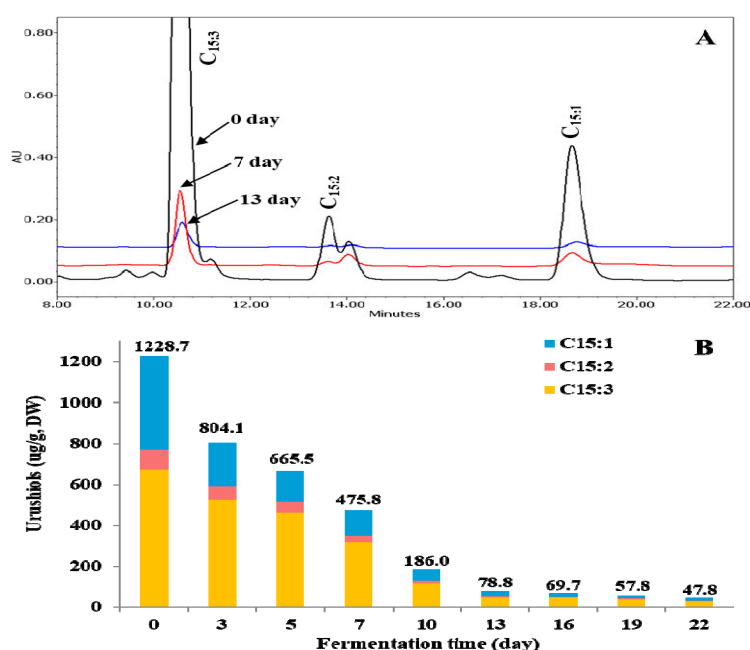 A
0.80
0.60
0.40
0.20
0.00
AU
C15:3
0 day
7 day
13 day
C15:2
C15:1
8.00 10.00 12.00 14.00 16.00 18.00 20.00 22.00
Minutes
B
C15:1
C15:2
C15:3
1200
1000
800
600
400
200
0
Urushiols (ug/g, DW)
1228.7
804.1
665.5
475.8
186.0
78.8
69.7
57.8
47.8
0 3 5 7 10 13 16 19 22
Fermentation time (day)